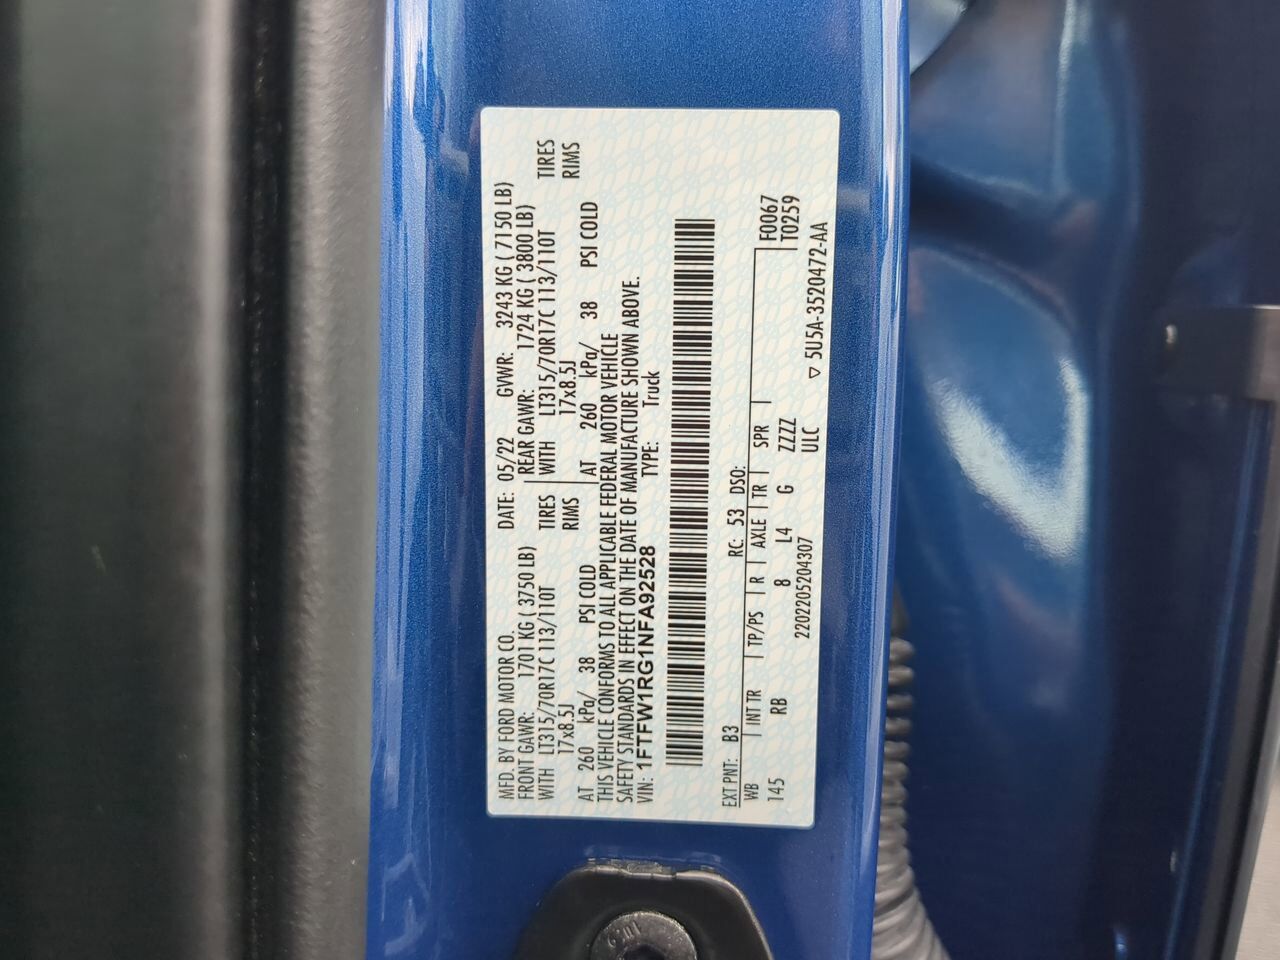 MFD. BY FORD MOTOR CO. DATE: 05/22 GVWR: 3243 KG ( 7150 LB)
FRONT GAWR: 1701 KG ( 3750 LB) REAR GAWR: 1724 KG ( 3800 LB)
WITH LT315/70R17C 113/110T TIRES WITH LT315/70R17C 113/110T TIRES
17x8.5J RIMS 17x8.5J RIMS
AT 260 kPa/ 38 PSI COLD AT 260 kPa/ 38 PSI COLD
THIS VEHICLE CONFORMS TO ALL APPLICABLE FEDERAL MOTOR VEHICLE
SAFETY STANDARDS IN EFFECT ON THE DATE OF MANUFACTURE SHOWN ABOVE.
VIN: 1FTFW1RG1NFA92528 TYPE: Truck
EXT PNT: B3 RC: 53 DSO: F0067
WB INT TR TP/PS R AXLE TR SPR T0259
145 RB 8 L4 G ZZZZ
2202205204307 ULC
▽ 5U5A-3520472-AA